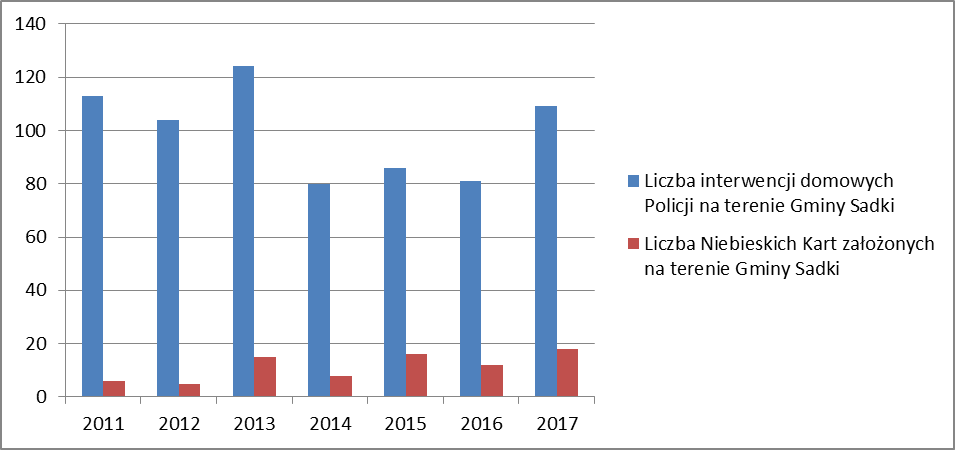 140
120
100
80
60
40
20
0
2011 2012 2013 2014 2015 2016 2017
Liczba interwencji domowych
Policji na terenie Gminy Sadki
Liczba Niebieskich Kart założonych
na terenie Gminy Sadki